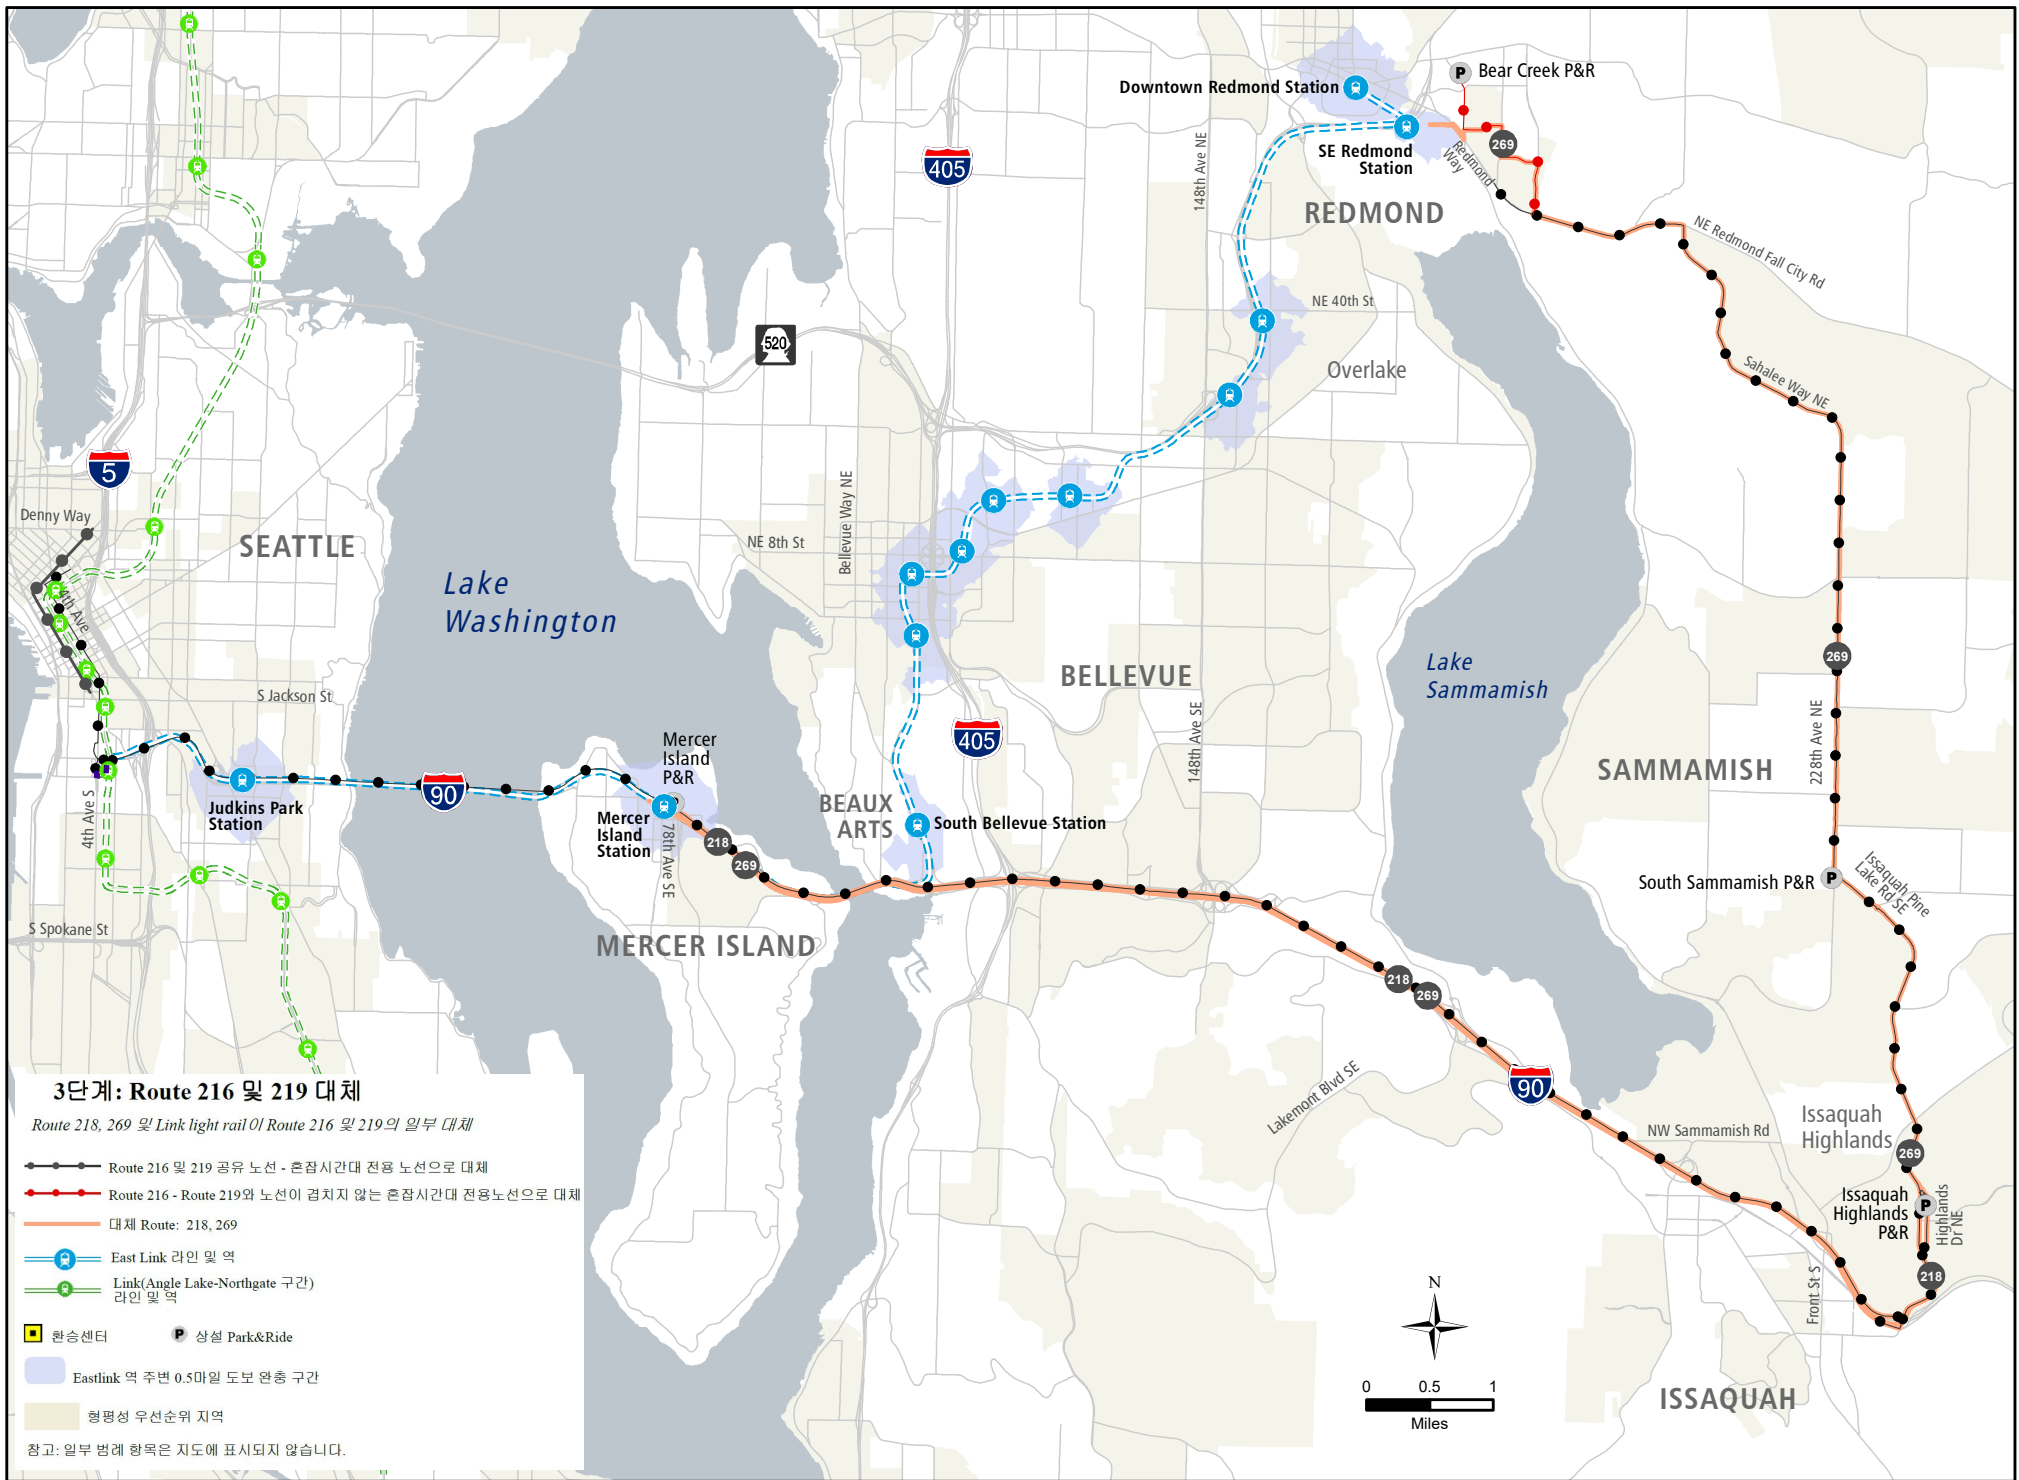 Bear Creek P&R
Downtown Redmond Station
SE Redmond
Station
269
Redmond
Way
405
148th Ave NE
REDMOND
NE Redmond Fall City Rd
NE 40th St
520
Overlake
Sahalee Way NE
5
Denny Way
SEATTLE
4th Ave
Lake
Washington
Bellevue Way NE
NE 8th St
BELLEVUE
Lake
Sammamish
269
228th Ave NE
S Jackson St
148th Ave SE
405
Mercer
Island
P&R
SAMMAMISH
90
Judkins Park
Station
4th Ave S
Mercer
Island
Station
78th Ave SE
218
269
BEAUX
ARTS
South Bellevue Station
South Sammamish P&R
Issaquah Pine
Lake Rd SE
S Spokane St
MERCER ISLAND
218
269
90
Lakemont Blvd SE
NW Sammamish Rd
Issaquah
Highlands
269
Issaquah
Highlands
P&R
Highlands
Dr NE
218
Front St S
ISSAQUAH
N
0 0.5 1
Miles
3단계: Route 216 및 219 대체
Route 218, 269 및 Link light rail이 Route 216 및 219의 일부 대체
Route 216 및 219 공유 노선 - 혼잡시간대 전용 노선으로 대체
Route 216 - Route 219와 노선이 겹치지 않는 혼잡시간대 전용노선으로 대체
대체 Route: 218, 269
East Link 라인 및 역
Link(Angle Lake-Northgate 구간)
라인 및 역
환승센터
P 상설 Park&Ride
Eastlink 역 주변 0.5마일 도보 완충 구간
형평성 우선순위 지역
참고: 일부 범례 항목은 지도에 표시되지 않습니다.